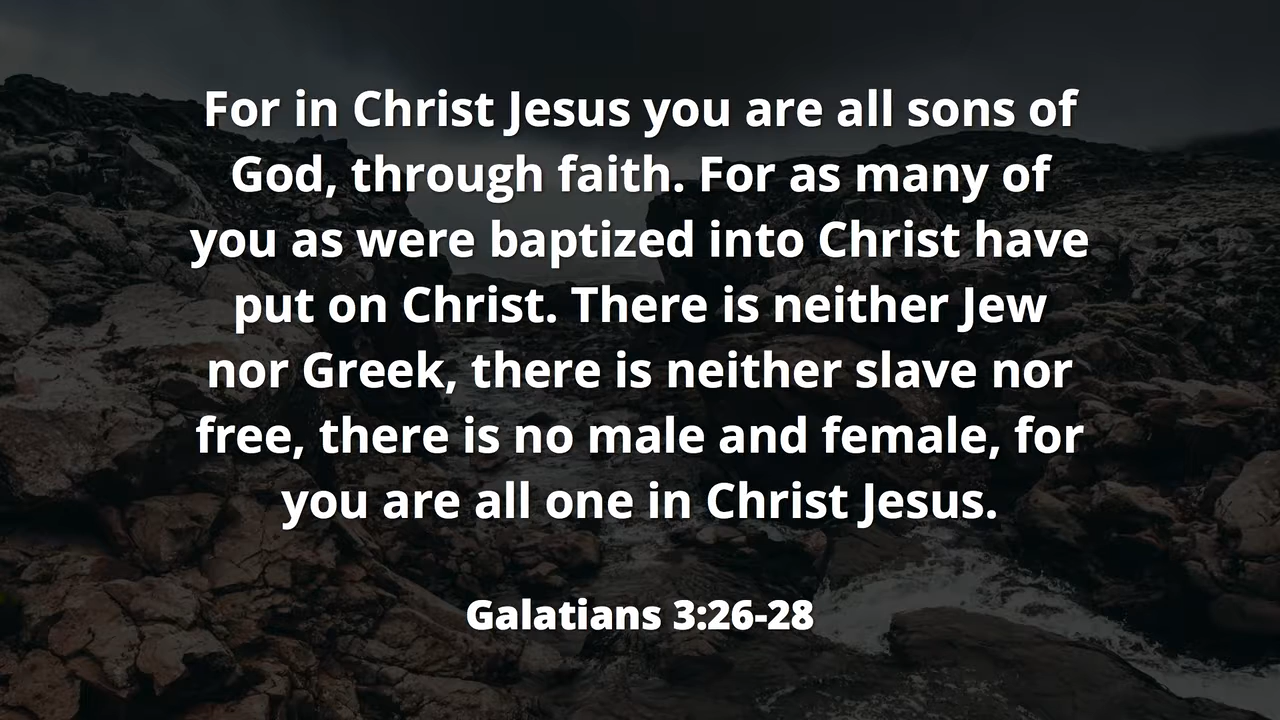 For in Christ Jesus you are all sons of
God, through faith. For as many of
you as were baptized into Christ have
put on Christ. There is neither Jew
nor Greek, there is neither slave nor
free, there is no male and female, for
you are all one in Christ Jesus.
Galatians 3:26-28